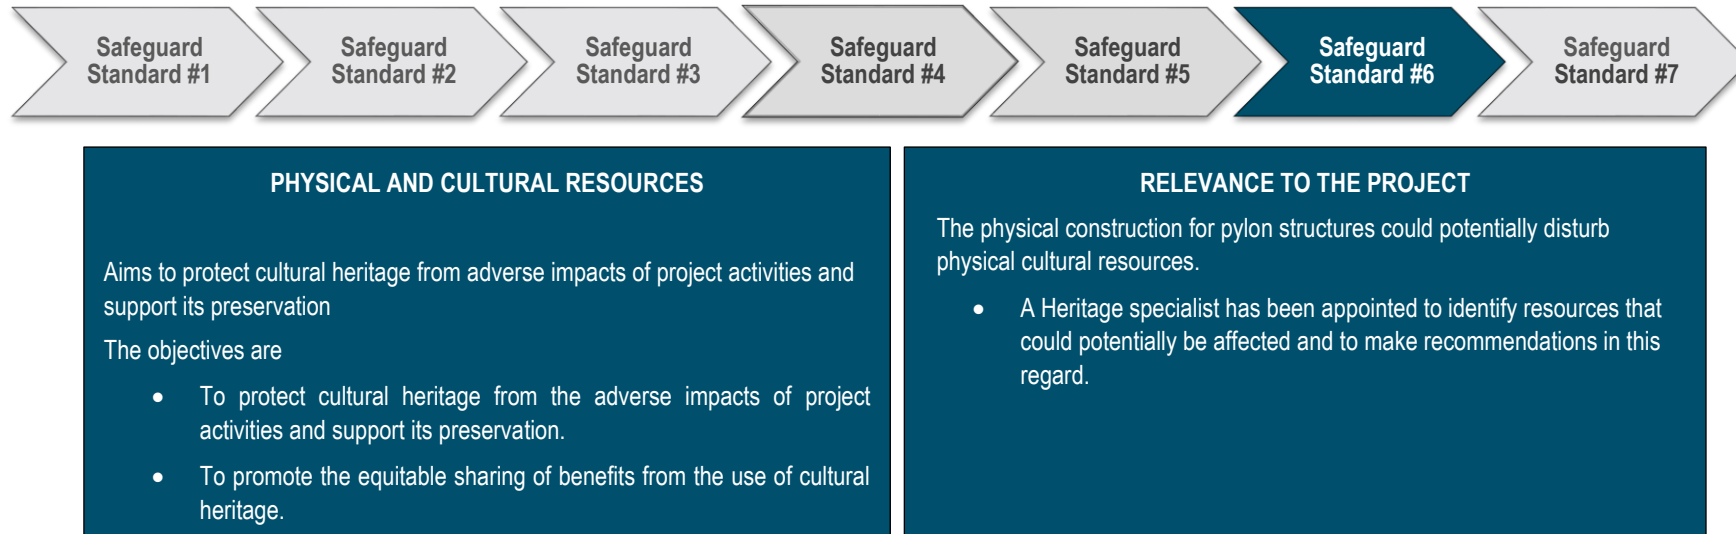 Safeguard
Standard #1
Safeguard
Standard #2
Safeguard
Standard #3
Safeguard
Standard #4
Safeguard
Standard #5
Safeguard
Standard #6
Safeguard
Standard #7
PHYSICAL AND CULTURAL RESOURCES
Aims to protect cultural heritage from adverse impacts of project activities and
support its preservation
The objectives are
• To protect cultural heritage from the adverse impacts of project
activities and support its preservation.
• To promote the equitable sharing of benefits from the use of cultural
heritage.
RELEVANCE TO THE PROJECT
The physical construction for pylon structures could potentially disturb
physical cultural resources.
• A Heritage specialist has been appointed to identify resources that
could potentially be affected and to make recommendations in this
regard.